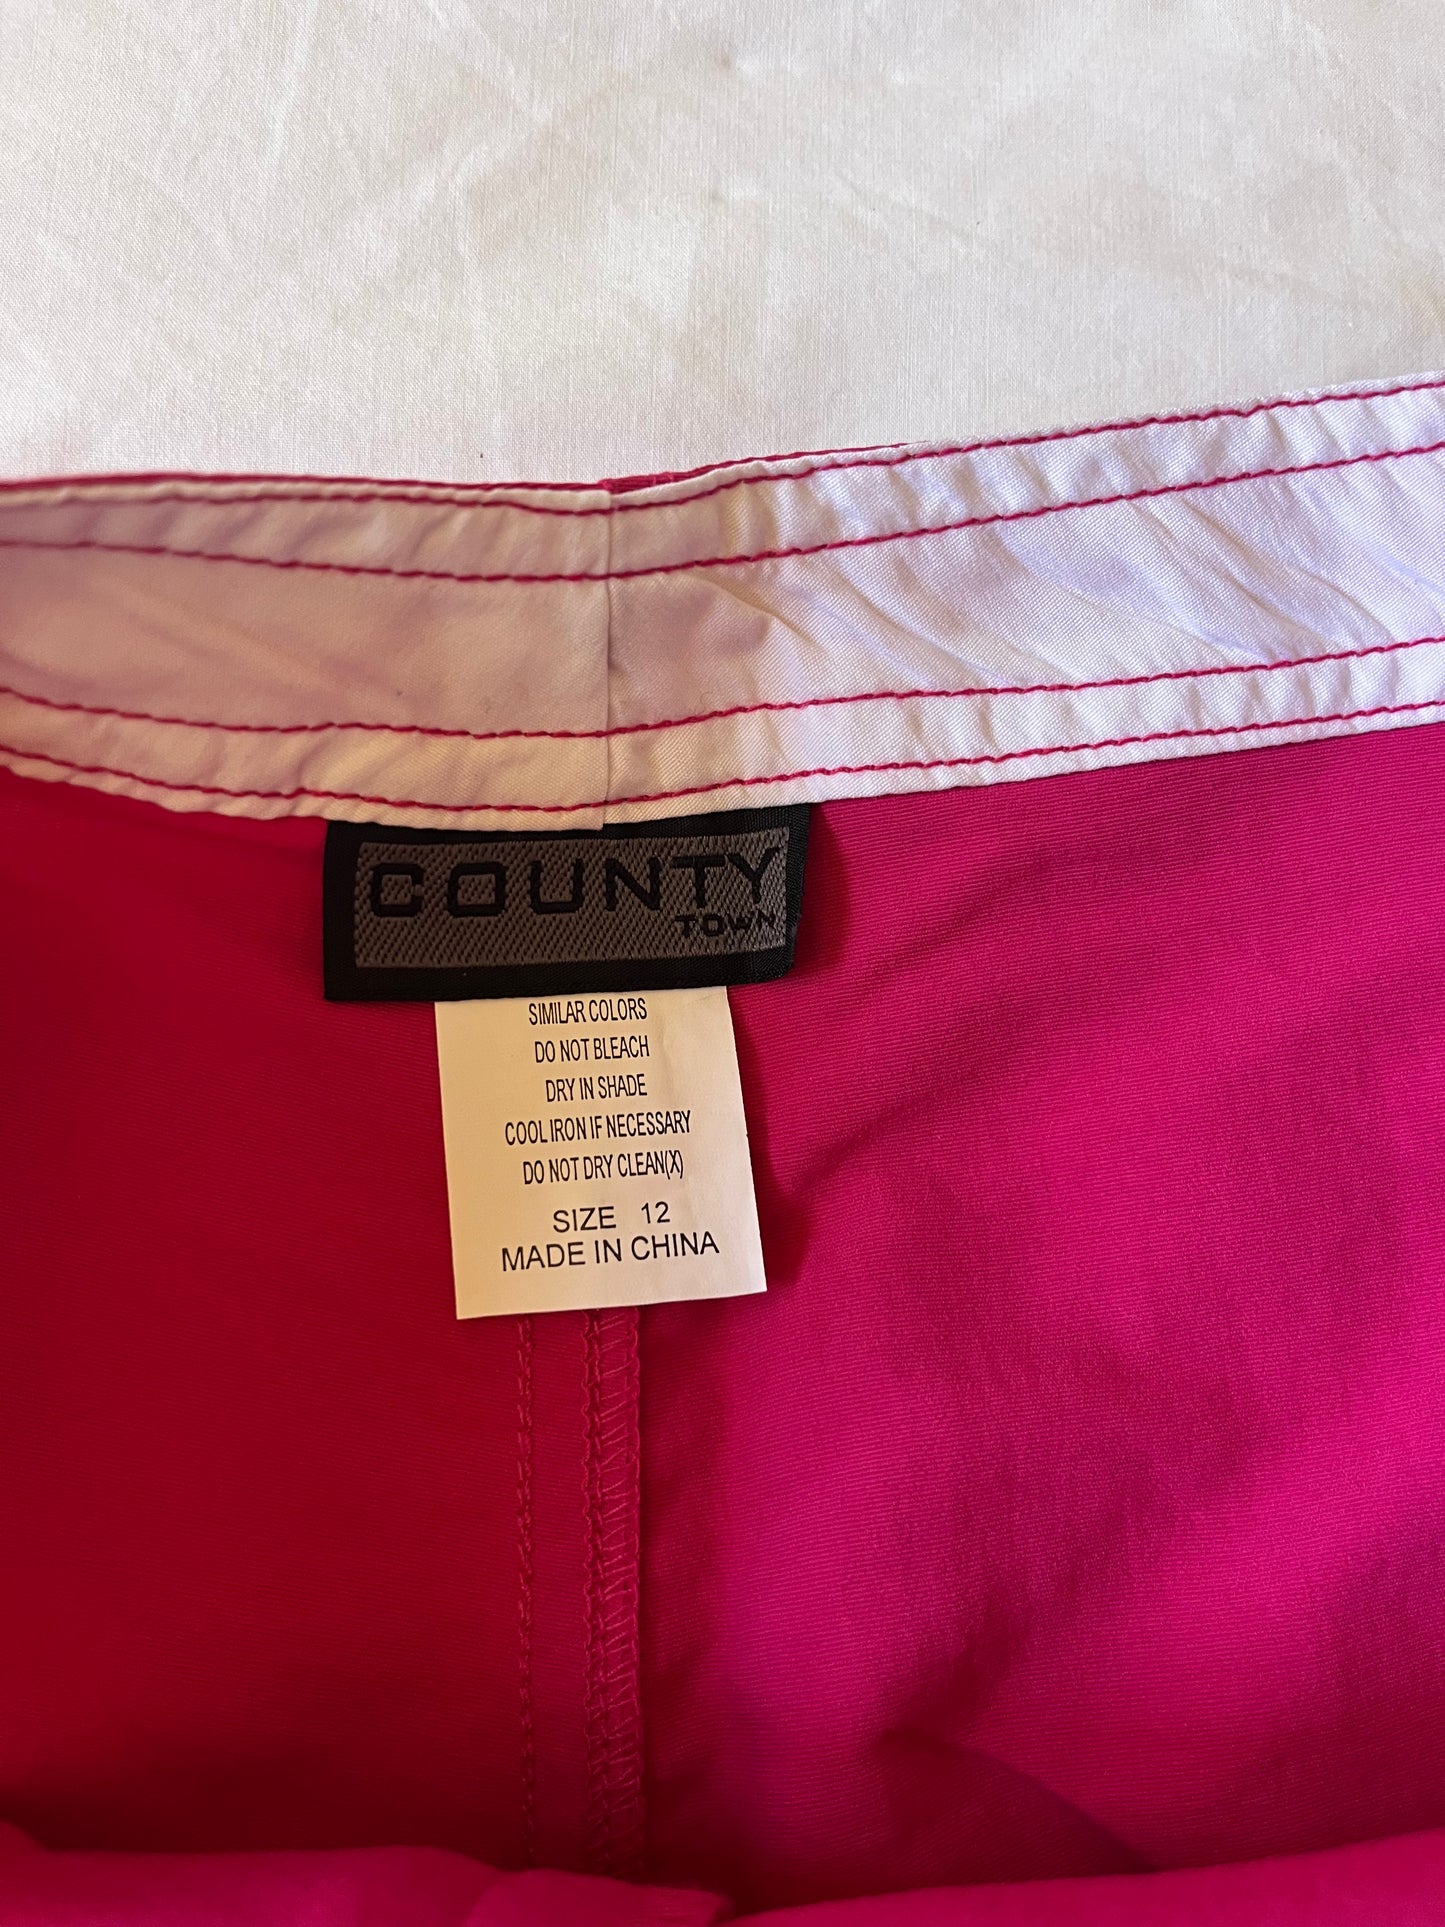 COUNTY
TOWN
SIMILAR COLORS
DO NOT BLEACH
DRY IN SHADE
COOL IRON IF NECESSARY
DO NOT DRY CLEAN(X)
SIZE 12
MADE IN CHINA